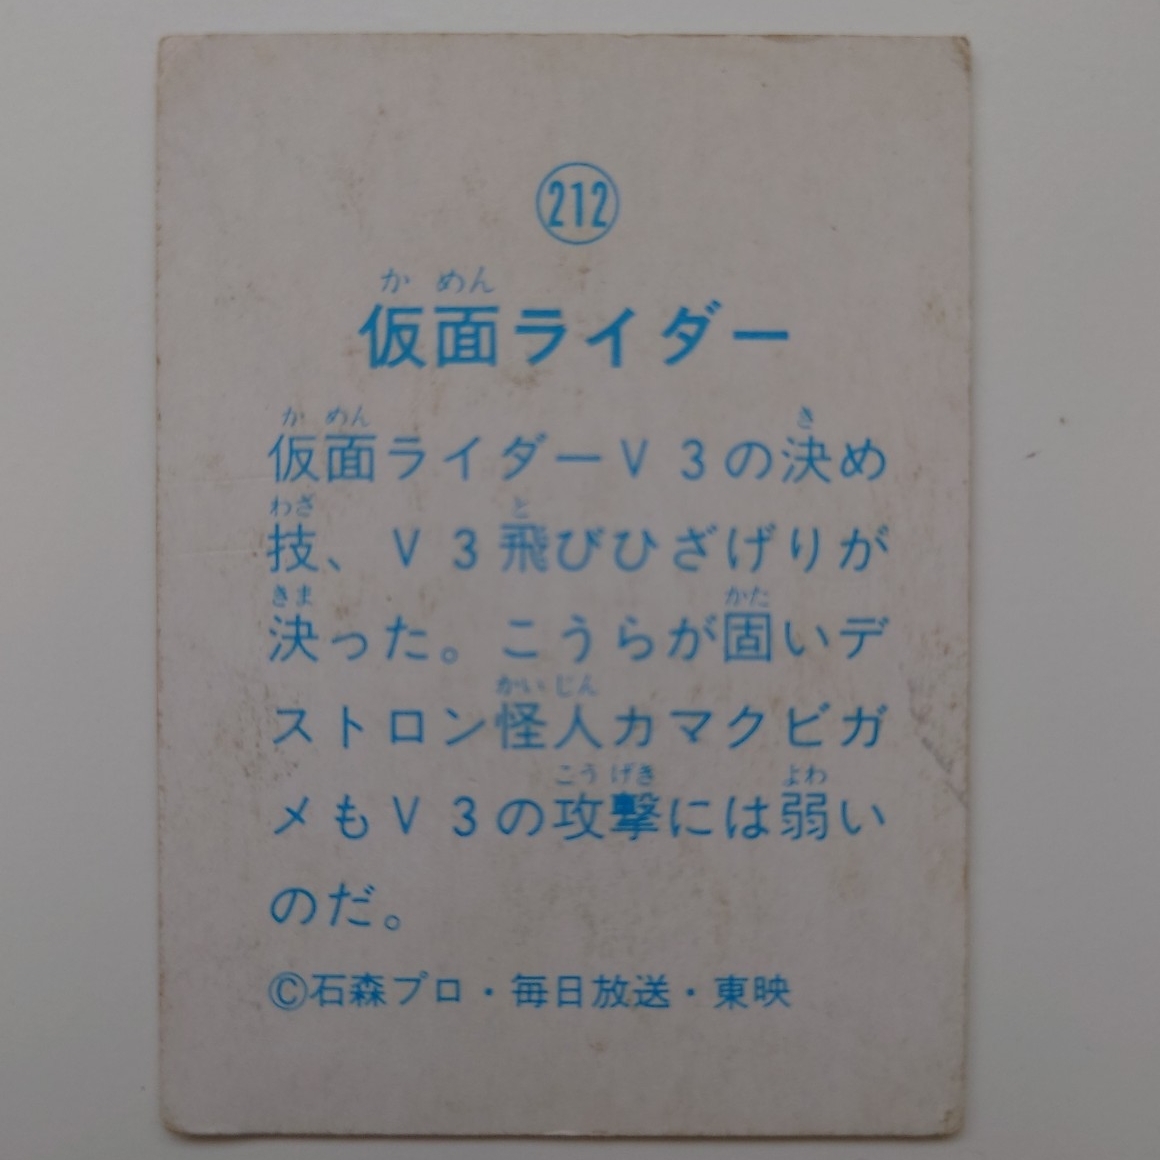 212
か めん
仮面ライダー
か めん き
仮面ライダーV3の決め
わざ と
技、V3飛びひざげりが
きま かた
決った。こうらが固いデ
かい じん
ストロン怪人カマクビガ
こう げき よわ
メもV3の攻撃には弱い
のだ。
©石森プロ・毎日放送・東映